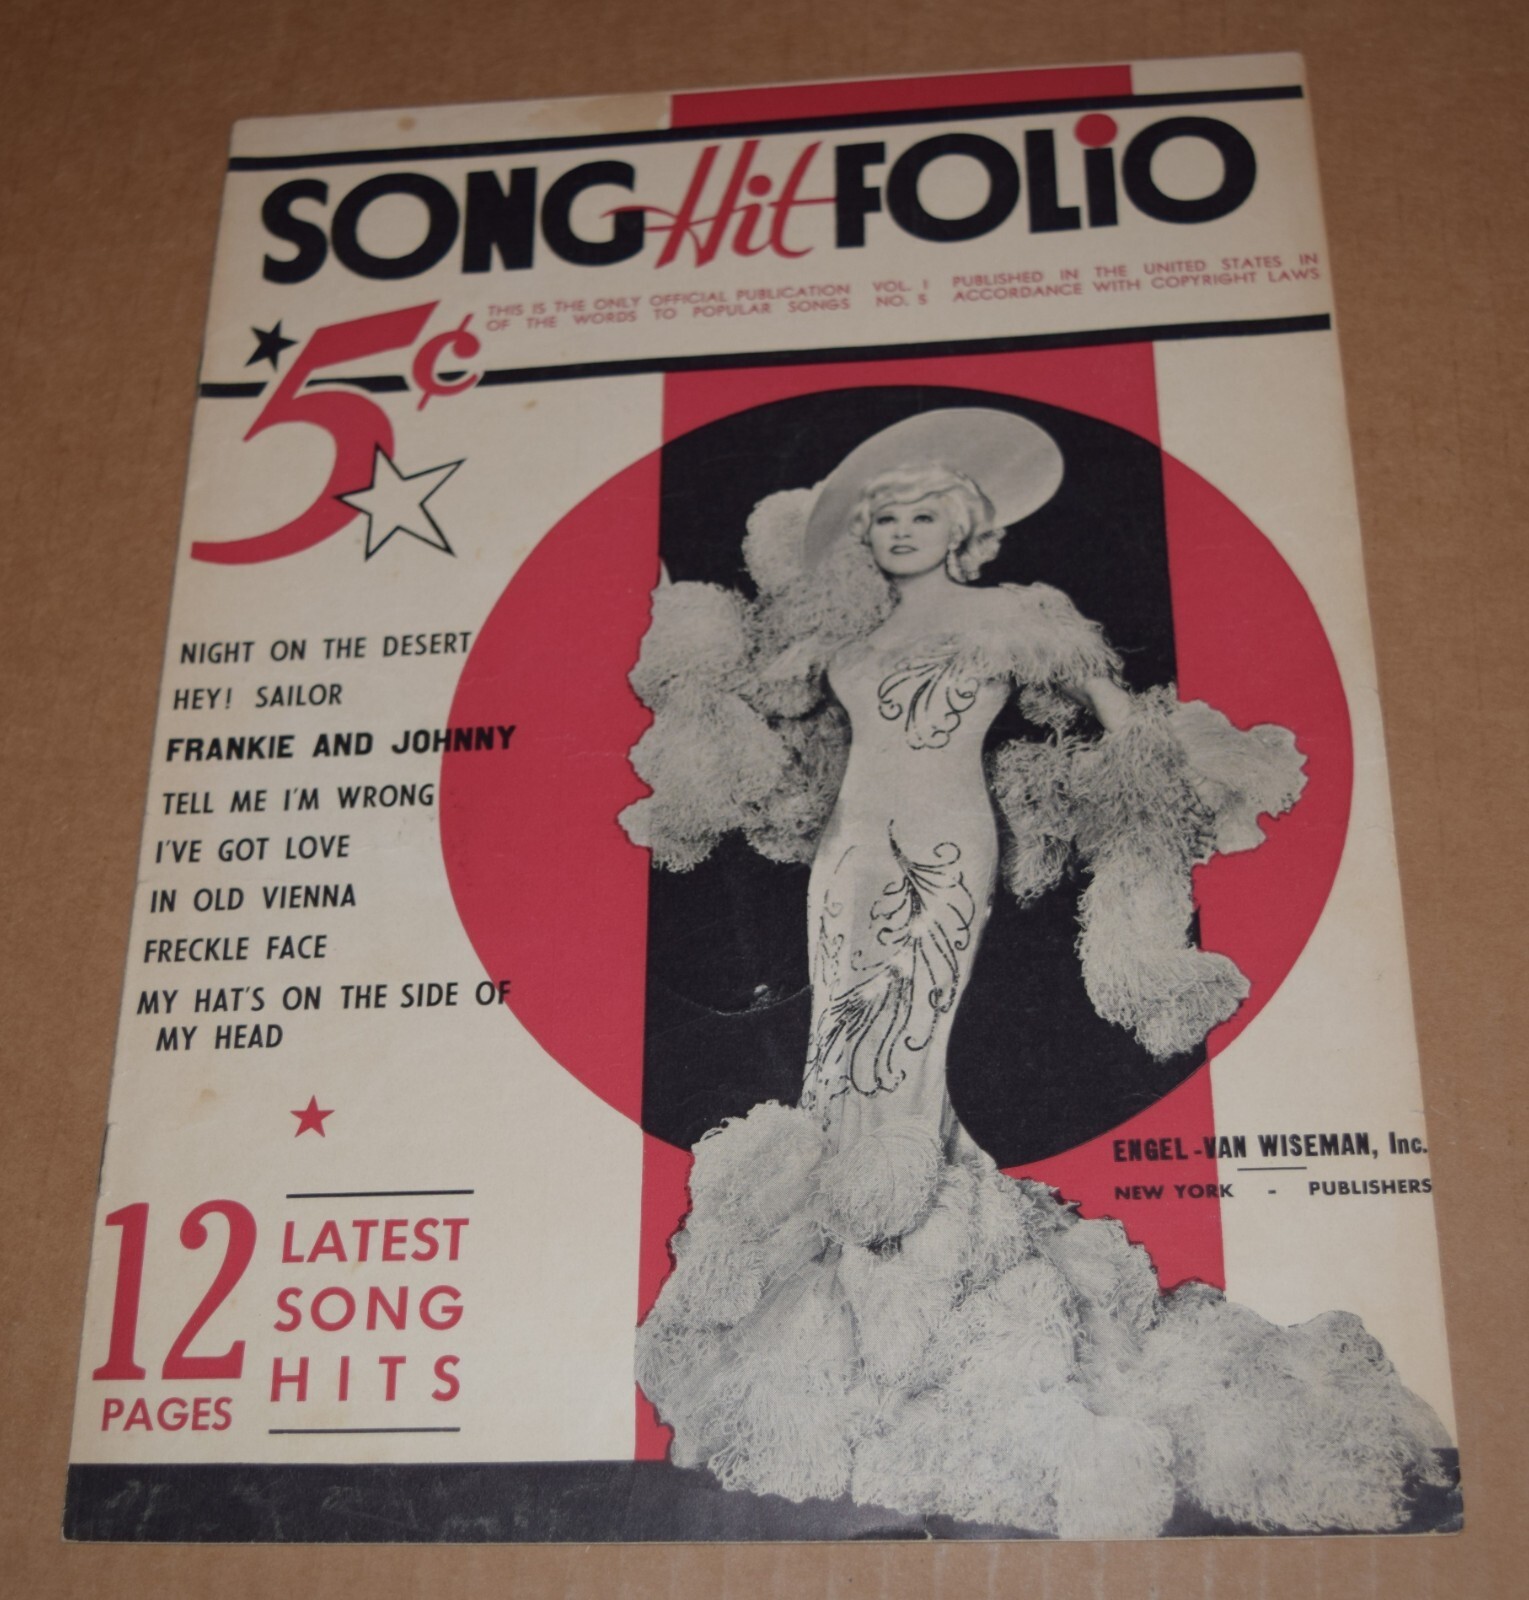 SONG Hit FOLiO
5¢
THIS IS THE ONLY OFFICIAL PUBLICATION
OF THE WORDS TO POPULAR SONGS
VOL. I
NO. 5
PUBLISHED IN THE UNITED STATES IN
ACCORDANCE WITH COPYRIGHT LAWS
NIGHT ON THE DESERT
HEY! SAILOR
FRANKIE AND JOHNNY
TELL ME I'M WRONG
I'VE GOT LOVE
IN OLD VIENNA
FRECKLE FACE
MY HAT'S ON THE SIDE OF
MY HEAD
12
PAGES
LATEST
SONG
HITS
ENGEL-VAN WISEMAN, Inc.
NEW YORK - PUBLISHERS